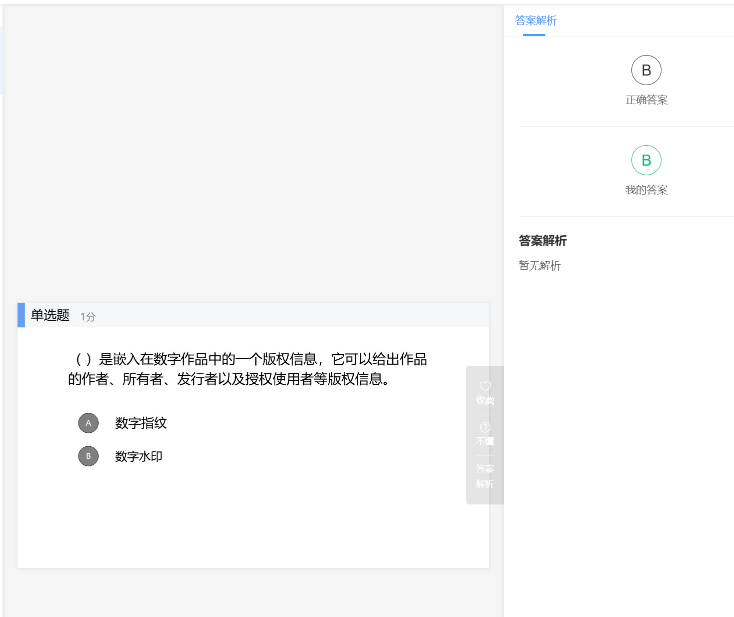 答案解析
B
正确答案
B
我的答案
答案解析
暂无解析
单选题 1分
（ ）是嵌入在数字作品中的一个版权信息，它可以给出作品
的作者、所有者、发行者以及授权使用者等版权信息。
A 数字指纹
B 数字水印
收藏
不懂
答案
解析